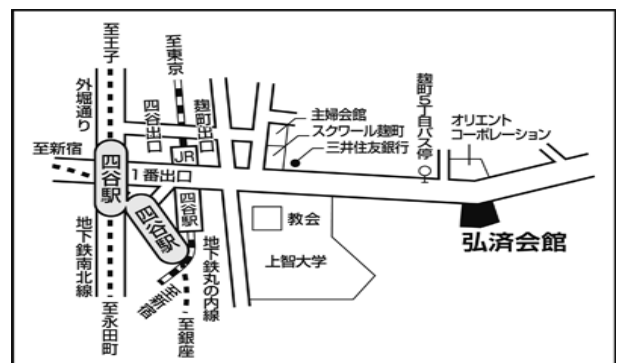 至王子
外堀通り
至東京
四谷出口
麹町出口
至新宿
四谷駅
JR
四谷駅
1番出口
四谷駅
地下鉄南北線
至永田町
地下鉄丸の内線
至新宿
至銀座
主婦会館
スクワール麹町
三井住友銀行
麹町5丁目バス停
オリエント
コーポレーション
教会
上智大学
弘済会館